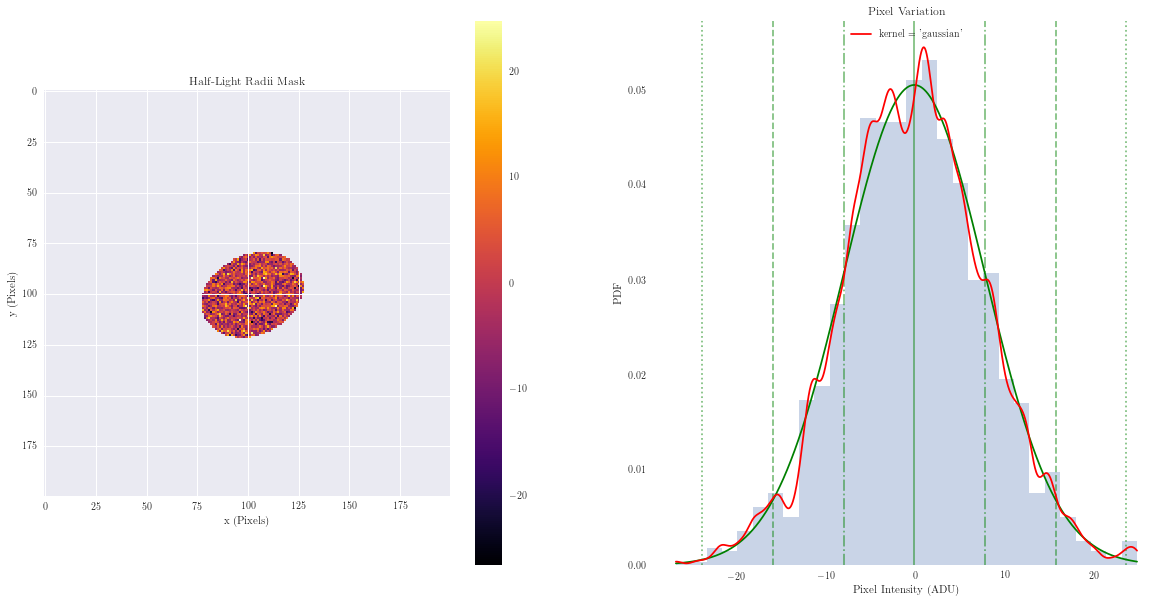 Half-Light Radii Mask
0
25
50
75
100
125
150
175
y (Pixels)
0 25 50 75 100 125 150 175
x (Pixels)
20
10
0
−10
−20
Pixel Variation
kernel = 'gaussian'
0.05
0.04
0.03
0.02
0.01
0.00
PDF
−20 −10 0 10 20
Pixel Intensity (ADU)